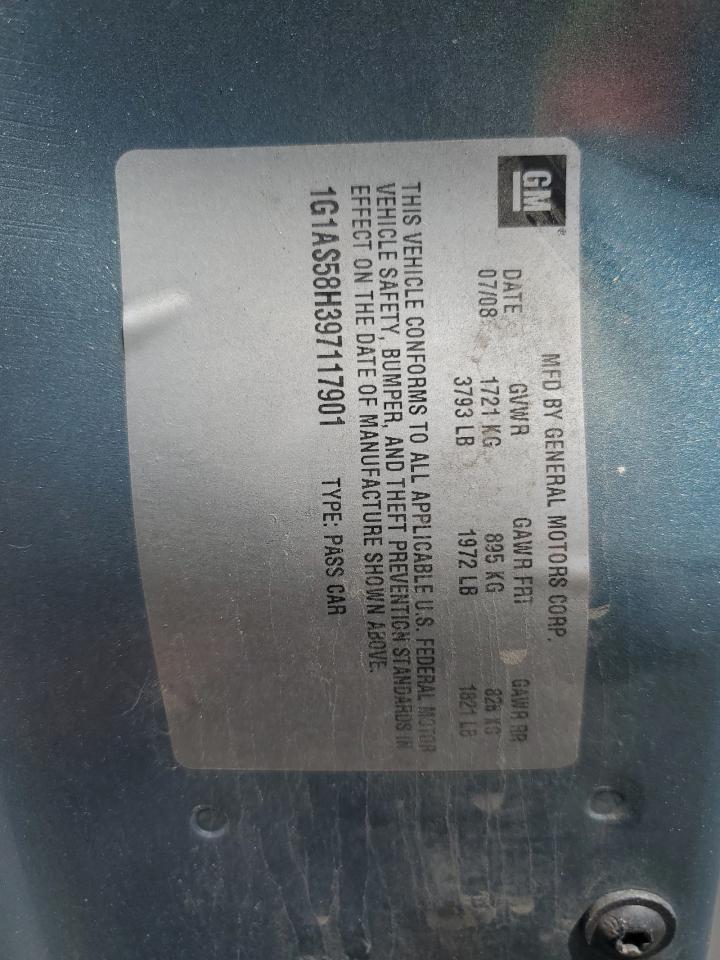 GM
MFD BY GENERAL MOTORS CORP.
DATE GVWR GAWR FRT GAWR RR
07/08 1721 KG 895 KG 826 KG
3793 LB 1972 LB 1821 LB
THIS VEHICLE CONFORMS TO ALL APPLICABLE U.S. FEDERAL MOTOR
VEHICLE SAFETY, BUMPER, AND THEFT PREVENTION STANDARDS IN
EFFECT ON THE DATE OF MANUFACTURE SHOWN ABOVE.
1G1AS58H397117901 TYPE: PASS CAR